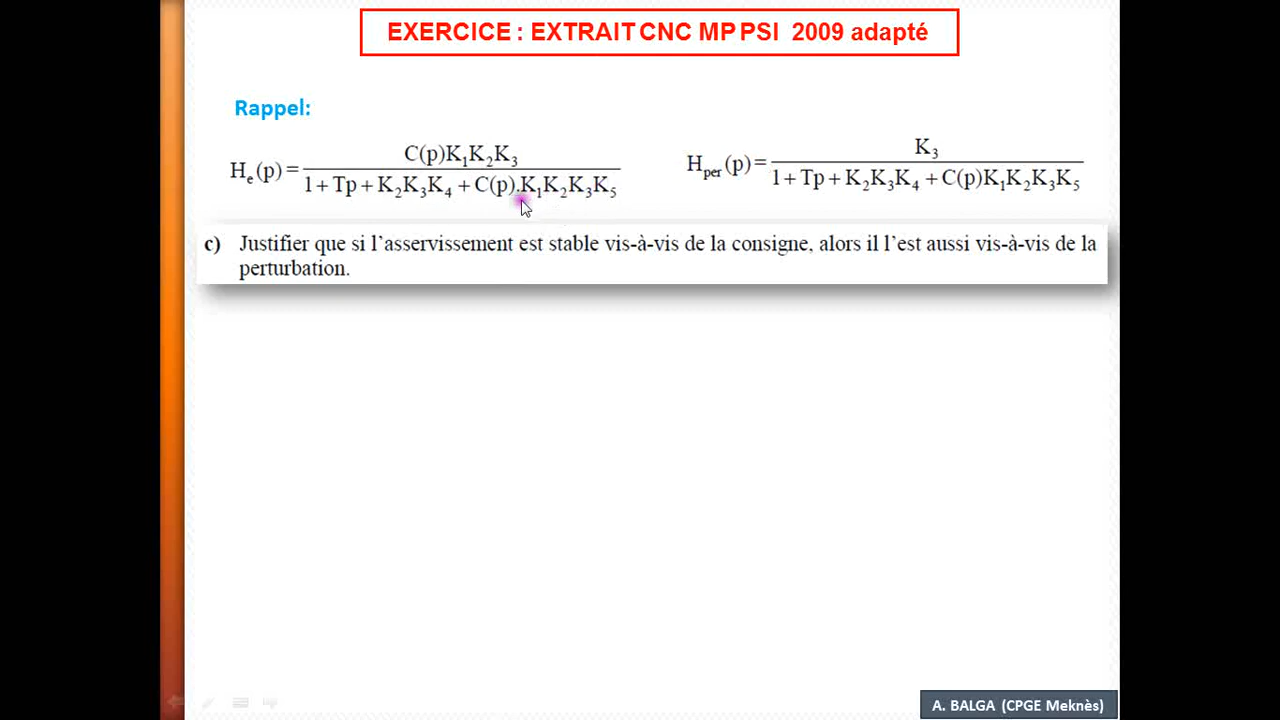 EXERCICE : EXTRAIT CNC MP PSI 2009 adapté
Rappel:
H_e(p) = C(p)K₁K₂K₃ / (1 + Tp + K₂K₃K₄ + C(p).K₁K₂K₃K₅)
H_per(p) = K₃ / (1 + Tp + K₂K₃K₄ + C(p)K₁K₂K₃K₅)
c) Justifier que si l'asservissement est stable vis-à-vis de la consigne, alors il l'est aussi vis-à-vis de la
perturbation.
A. BALGA (CPGE Meknès)